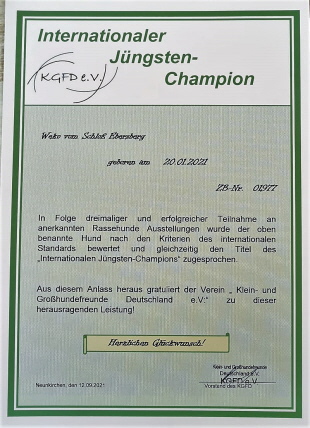 Internationaler
Jüngsten-
Champion
KGFD e.V.
Weko vom Schloß Ebersberg
geboren am 20.01.2021
ZB-Nr. 01977
In Folge dreimaliger und erfolgreicher Teilnahme an
anerkannten Rassehunde Ausstellungen wurde der oben
benannte Hund nach den Kriterien des internationalen
Standards bewertet und gleichzeitig den Titel des
„Internationalen Jüngsten-Champions“ zugesprochen.
Aus diesem Anlass heraus gratuliert der Verein „ Klein- und
Großhundefreunde Deutschland e.V:“ zu dieser
herausragenden Leistung!
Herzlichen Glückwunsch!
Klein- und Großhundefreunde
Deutschland e.V.
KGFD e.V.
Neunkirchen, den 12.09.2021
Vorstand des KGFD